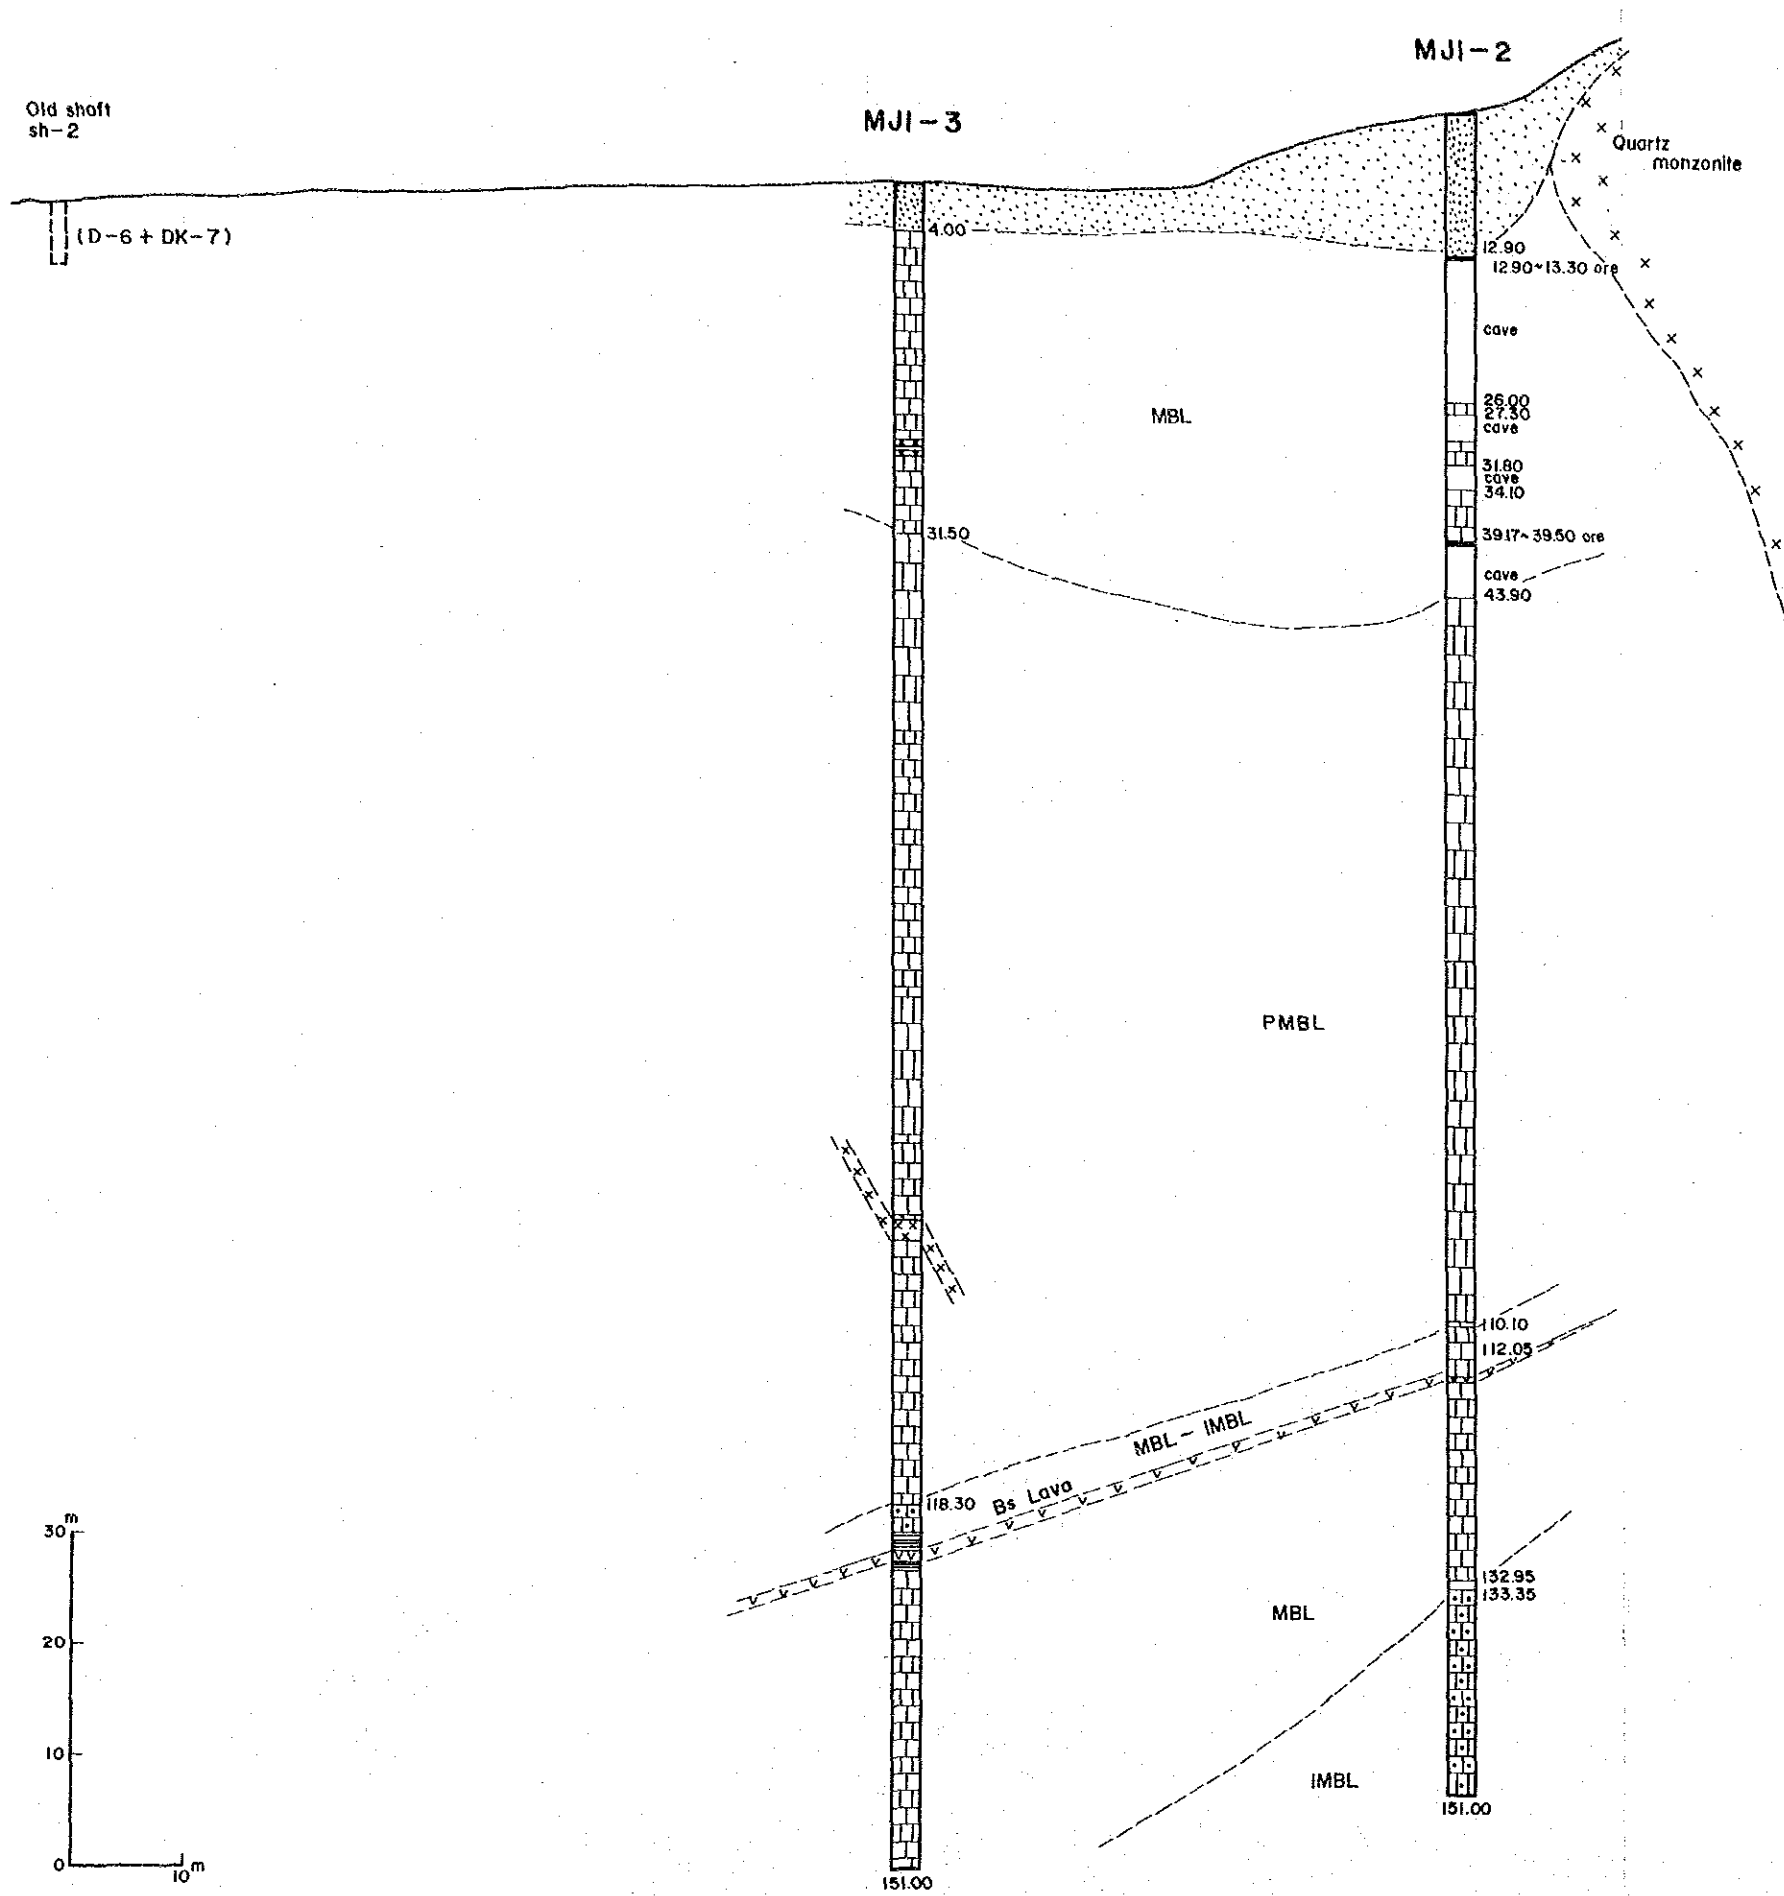 MJI-2
Old shaft
sh-2
MJI-3
Quartz
monzonite
(D-6 + DK-7)
4.00
12.90
12.90~13.30 ore
cave
26.00
27.30
cave
MBL
31.80
cave
34.10
31.50
39.17~39.50 ore
cave
43.90
PMBL
110.10
112.05
MBL ~ IMBL
Bs Lava
118.30
m
30
132.95
133.35
MBL
20
10
IMBL
151.00
0
10 m
151.00